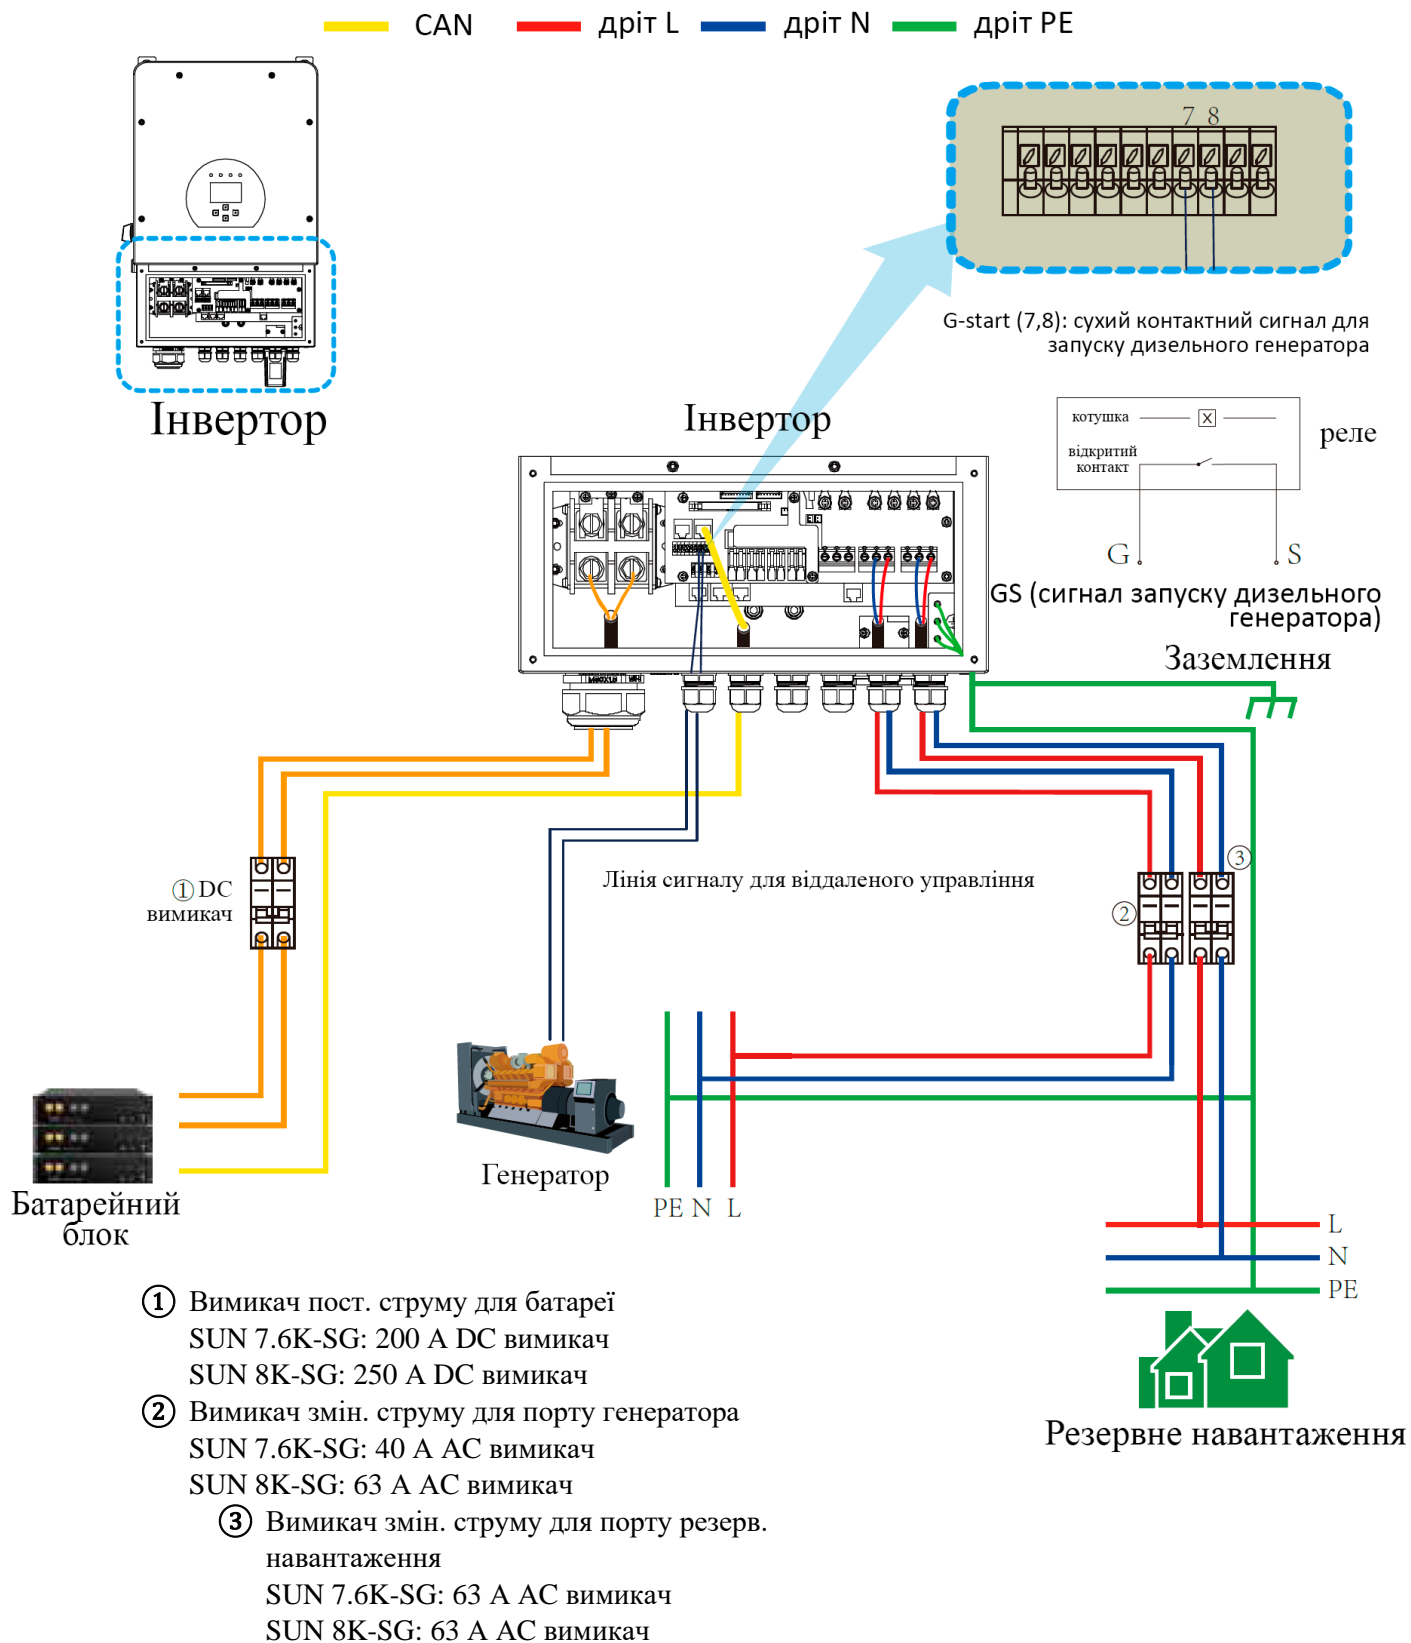 CAN дріт L дріт N дріт PE
7 8
G-start (7,8): сухий контактний сигнал для
запуску дизельного генератора
Інвертор
Інвертор
котушка
X
реле
відкритий
контакт
G S
GS (сигнал запуску дизельного
генератора)
Заземлення
① DC
вимикач
Лінія сигналу для віддаленого управління
③
②
Генератор
Батарейний
блок
PE N L
L
N
PE
Резервне навантаження
① Вимикач пост. струму для батареї
SUN 7.6K-SG: 200 А DC вимикач
SUN 8K-SG: 250 А DC вимикач
② Вимикач змін. струму для порту генератора
SUN 7.6K-SG: 40 А АС вимикач
SUN 8K-SG: 63 А АС вимикач
③ Вимикач змін. струму для порту резерв.
навантаження
SUN 7.6K-SG: 63 А АС вимикач
SUN 8K-SG: 63 А АС вимикач